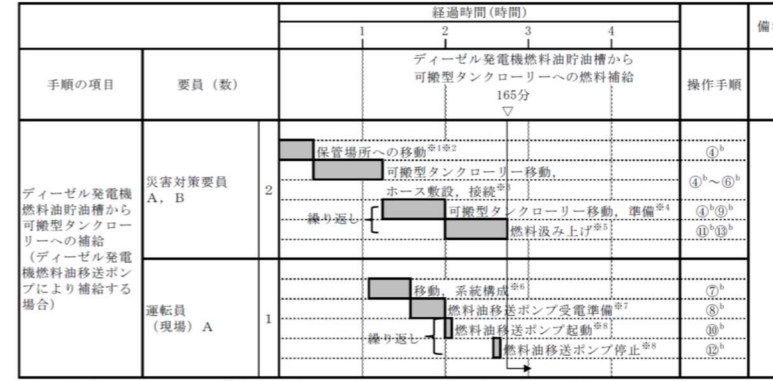 経過時間(時間)
備
1 2 3 4
手順の項目
要員（数）
ディーゼル発電機燃料油貯油槽から
可搬型タンクローリーへの燃料補給
165分
▽
操作手順
ディーゼル発電機
燃料油貯油槽から
可搬型タンクロー
リーへの補給
（ディーゼル発電
機燃料油移送ポン
プにより補給する
場合）
災害対策要員
A，B
2
保管場所への移動※1※2
④b
可搬型タンクローリー移動，
ホース敷設，接続※3
④b～⑥b
繰り返し
可搬型タンクローリー移動，準備※4
④b⑨b
燃料汲み上げ※5
⑪b⑬b
運転員
（現場）A
1
移動，系統構成※6
⑦b
燃料油移送ポンプ受電準備※7
⑧b
繰り返し
燃料油移送ポンプ起動※8
⑩b
燃料油移送ポンプ停止※8
⑫b